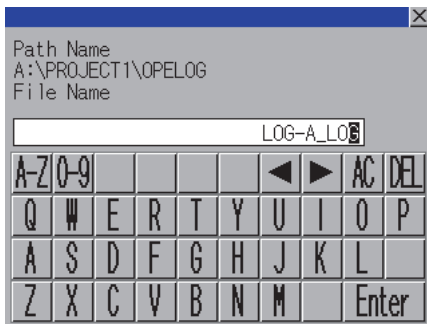 ×
Path Name
A:\PROJECT1\OPELOG
File Name
LOG-A_LOG
A-Z 0-9 ◀ ▶ AC DEL
Q W E R T Y U I O P
A S D F G H J K L
Z X C V B N M Enter